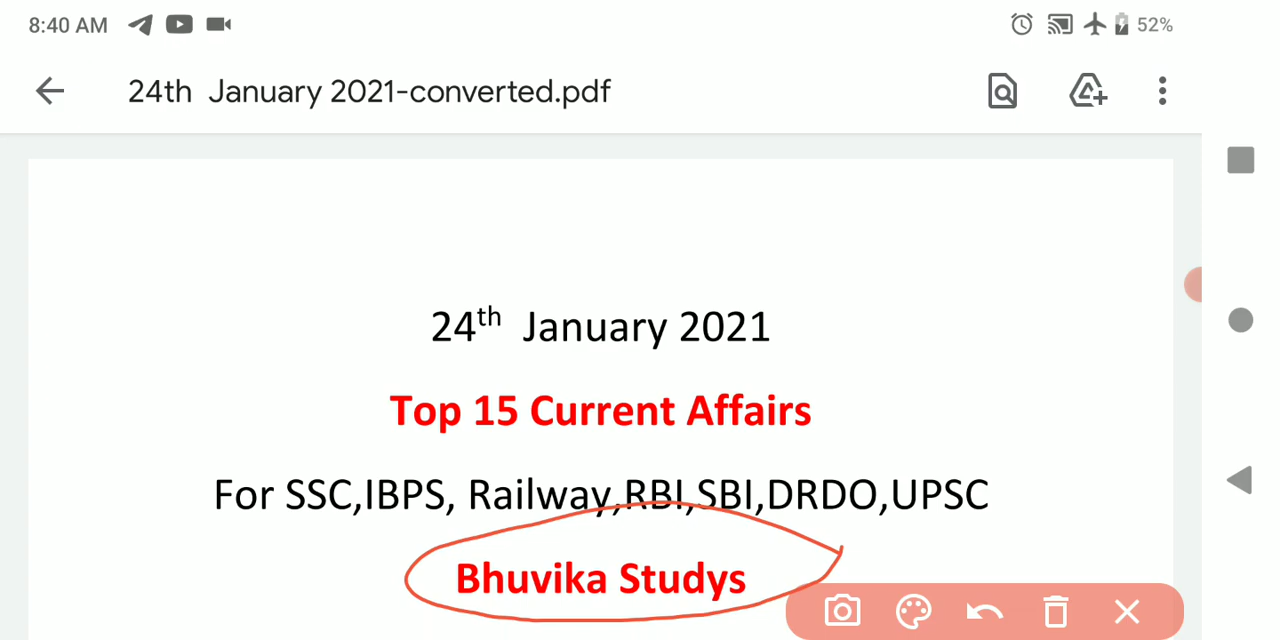 8:40 AM 52%
24th January 2021-converted.pdf
24th January 2021
Top 15 Current Affairs
For SSC,IBPS, Railway,RBI,SBI,DRDO,UPSC
Bhuvika Studys